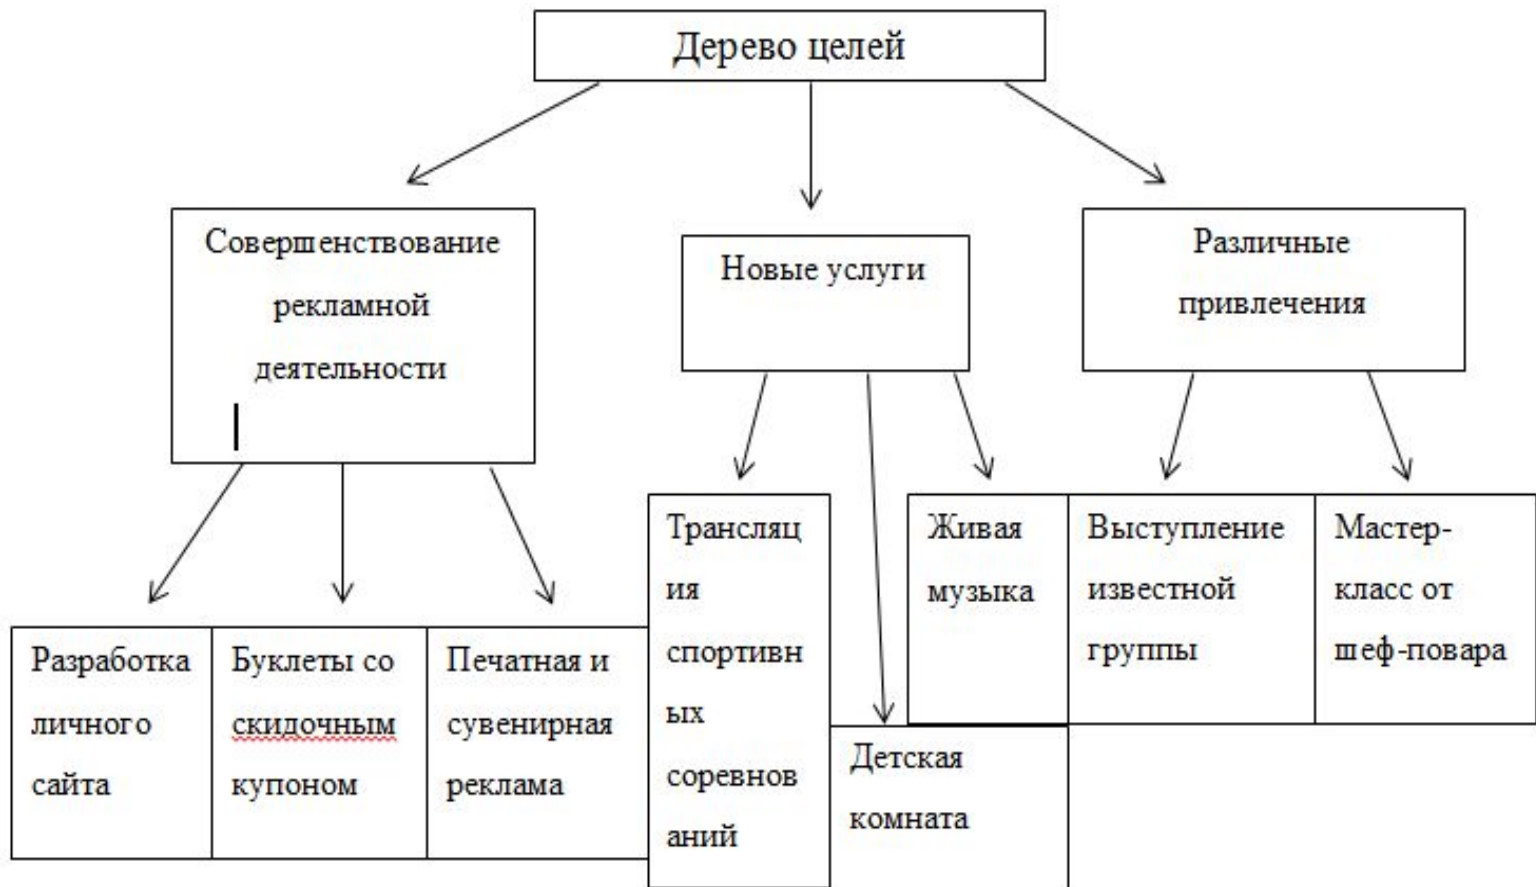 Дерево целей
Совершенствование
рекламной
деятельности
Новые услуги
Различные
привлечения
Разработка
личного
сайта
Буклеты со
скидочным
купоном
Печатная и
сувенирная
реклама
Трансляц
ия
спортивн
ых
соревнов
аний
Детская
комната
Живая
музыка
Выступление
известной
группы
Мастер-
класс от
шеф-повара